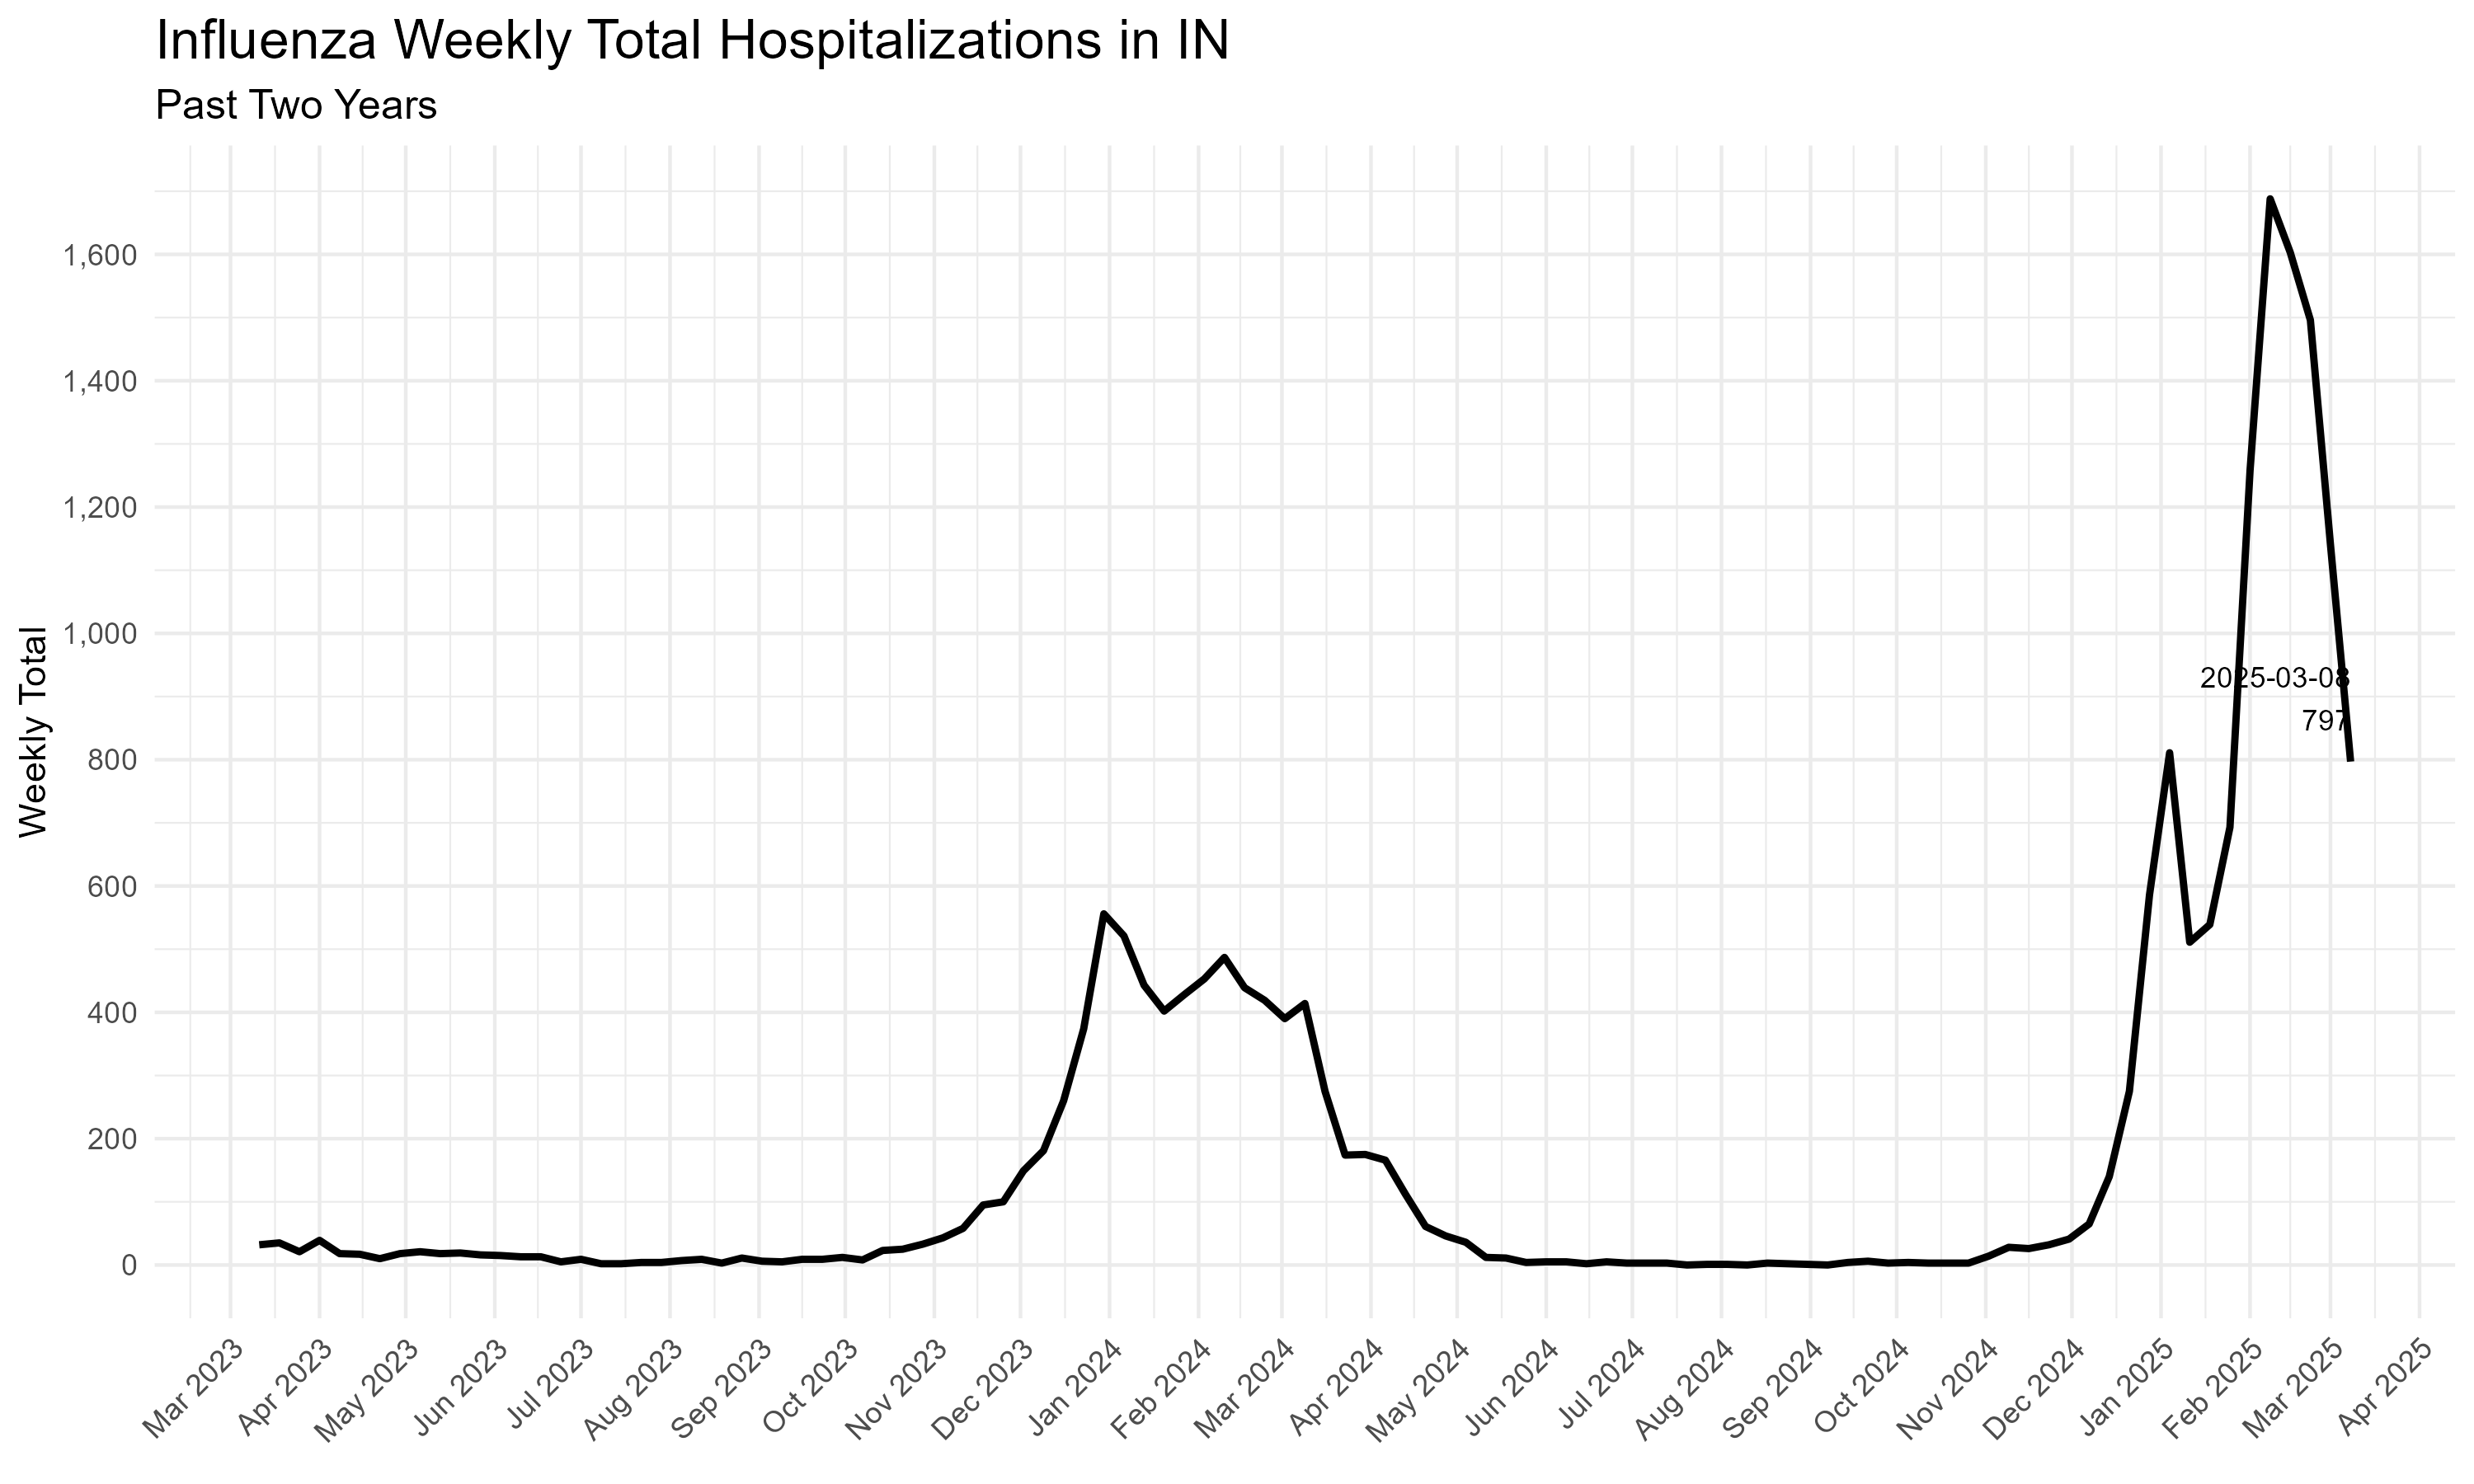 Influenza Weekly Total Hospitalizations in IN
Past Two Years
Weekly Total
1,600
1,400
1,200
1,000
800
600
400
200
0
2025-03-08
797
Mar 2023
Apr 2023
May 2023
Jun 2023
Jul 2023
Aug 2023
Sep 2023
Oct 2023
Nov 2023
Dec 2023
Jan 2024
Feb 2024
Mar 2024
Apr 2024
May 2024
Jun 2024
Jul 2024
Aug 2024
Sep 2024
Oct 2024
Nov 2024
Dec 2024
Jan 2025
Feb 2025
Mar 2025
Apr 2025